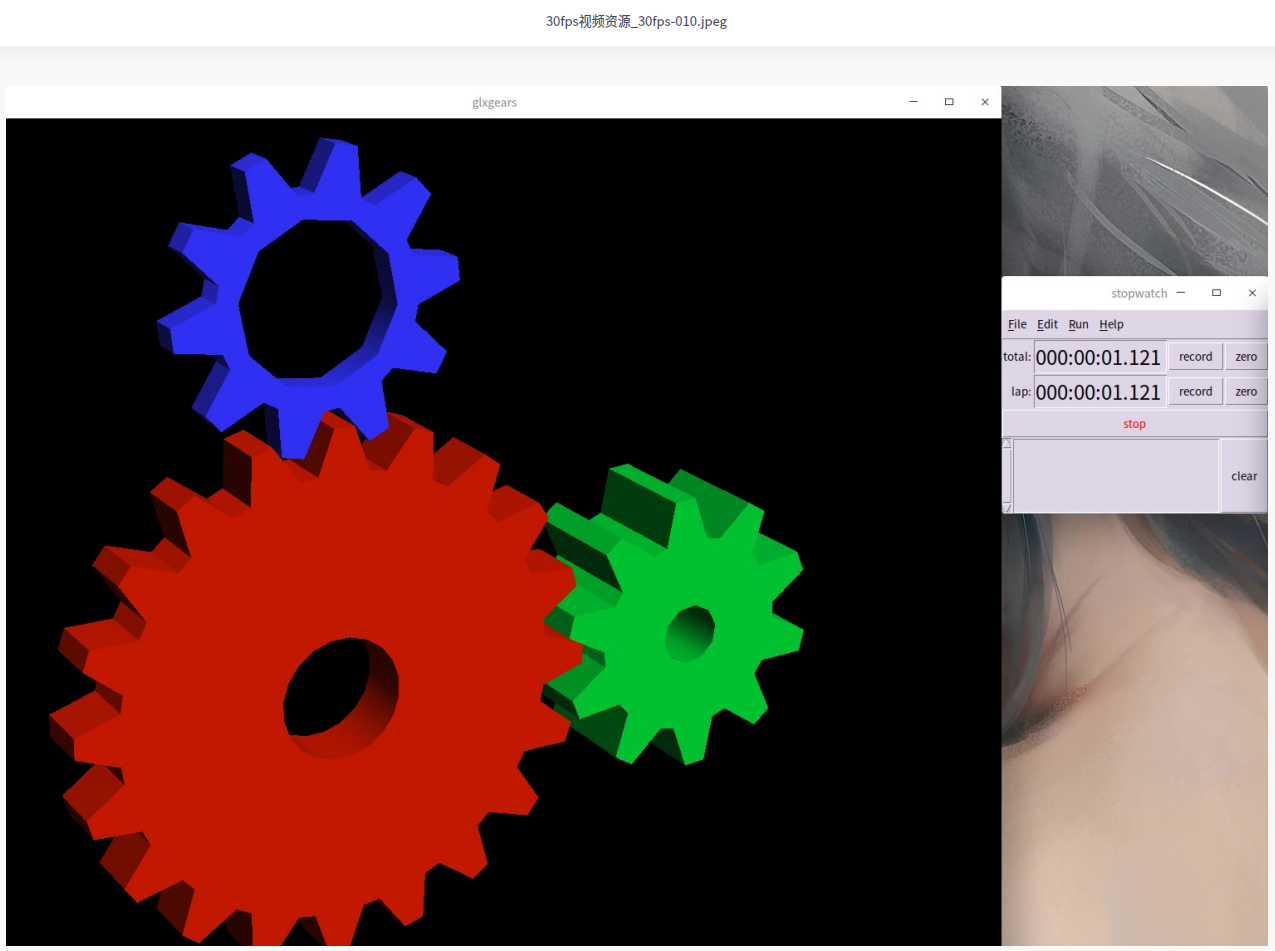 30fps视频资源_30fps-010.jpeg
glxgears
stopwatch
File Edit Run Help
total: 000:00:01.121 record zero
lap: 000:00:01.121 record zero
stop
clear